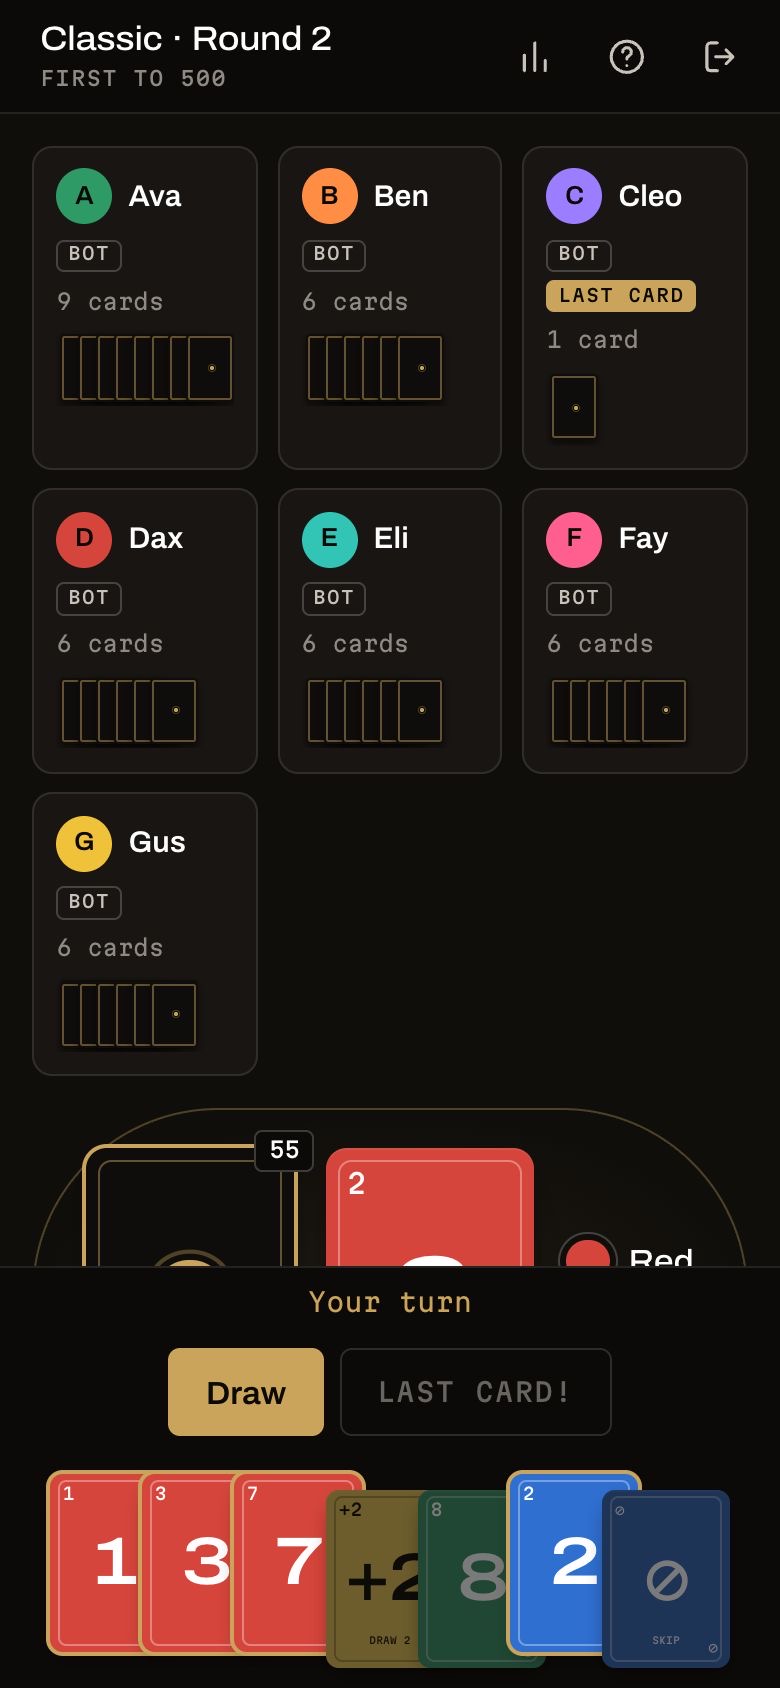 Classic · Round 2
FIRST TO 500
A Ava
BOT
9 cards
B Ben
BOT
6 cards
C Cleo
BOT
LAST CARD
1 card
D Dax
BOT
6 cards
E Eli
BOT
6 cards
F Fay
BOT
6 cards
G Gus
BOT
6 cards
55
2
Red
Your turn
Draw
LAST CARD!
1
1
3
3
7
7
+2
+2
DRAW 2
8
8
2
2
SKIP